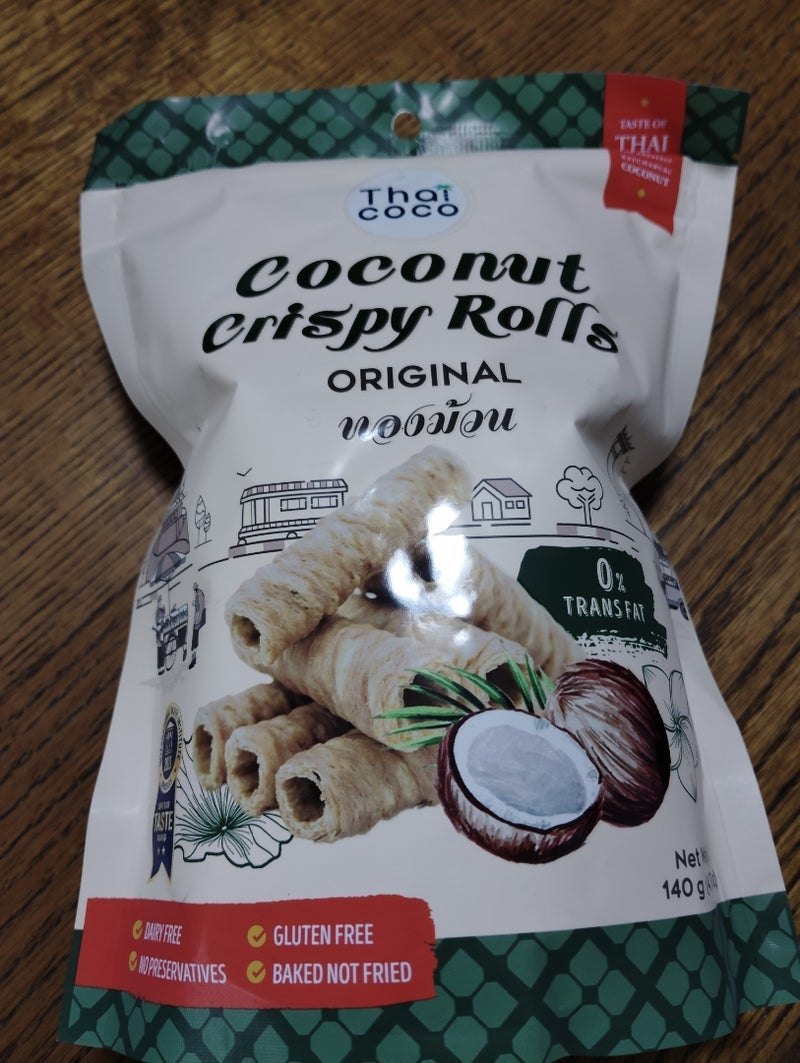 TASTE OF
THAI
COCONUT
Thai
coco
Coconut
Crispy Rolls
ORIGINAL
ทองม้วน
0%
TRANS FAT
TASTE
Net
140 g
DAIRY FREE
GLUTEN FREE
NO PRESERVATIVES
BAKED NOT FRIED